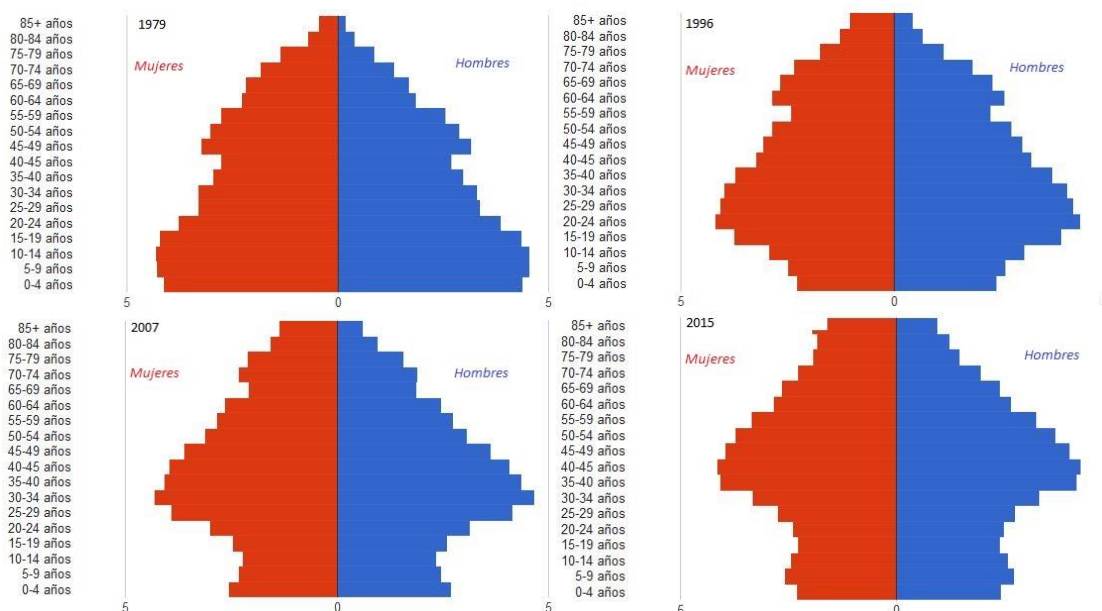 1979
Mujeres
Hombres
85+ años
80-84 años
75-79 años
70-74 años
65-69 años
60-64 años
55-59 años
50-54 años
45-49 años
40-45 años
35-40 años
30-34 años
25-29 años
20-24 años
15-19 años
10-14 años
5-9 años
0-4 años
5 0 5
1996
Mujeres
Hombres
85+ años
80-84 años
75-79 años
70-74 años
65-69 años
60-64 años
55-59 años
50-54 años
45-49 años
40-45 años
35-40 años
30-34 años
25-29 años
20-24 años
15-19 años
10-14 años
5-9 años
0-4 años
5 0
2007
Mujeres
Hombres
85+ años
80-84 años
75-79 años
70-74 años
65-69 años
60-64 años
55-59 años
50-54 años
45-49 años
40-45 años
35-40 años
30-34 años
25-29 años
20-24 años
15-19 años
10-14 años
5-9 años
0-4 años
5 0 5
2015
Mujeres
Hombres
85+ años
80-84 años
75-79 años
70-74 años
65-69 años
60-64 años
55-59 años
50-54 años
45-49 años
40-45 años
35-40 años
30-34 años
25-29 años
20-24 años
15-19 años
10-14 años
5-9 años
0-4 años
5 0